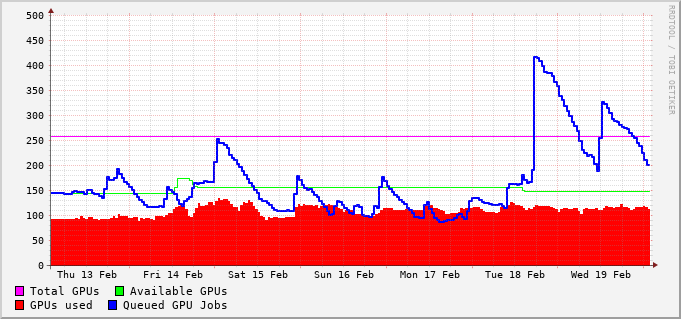 500
450
400
350
300
250
200
150
100
50
0
Thu 13 Feb Fri 14 Feb Sat 15 Feb Sun 16 Feb Mon 17 Feb Tue 18 Feb Wed 19 Feb
Total GPUs Available GPUs
GPUs used Queued GPU Jobs
RRDTOOL / TOBI OETIKER